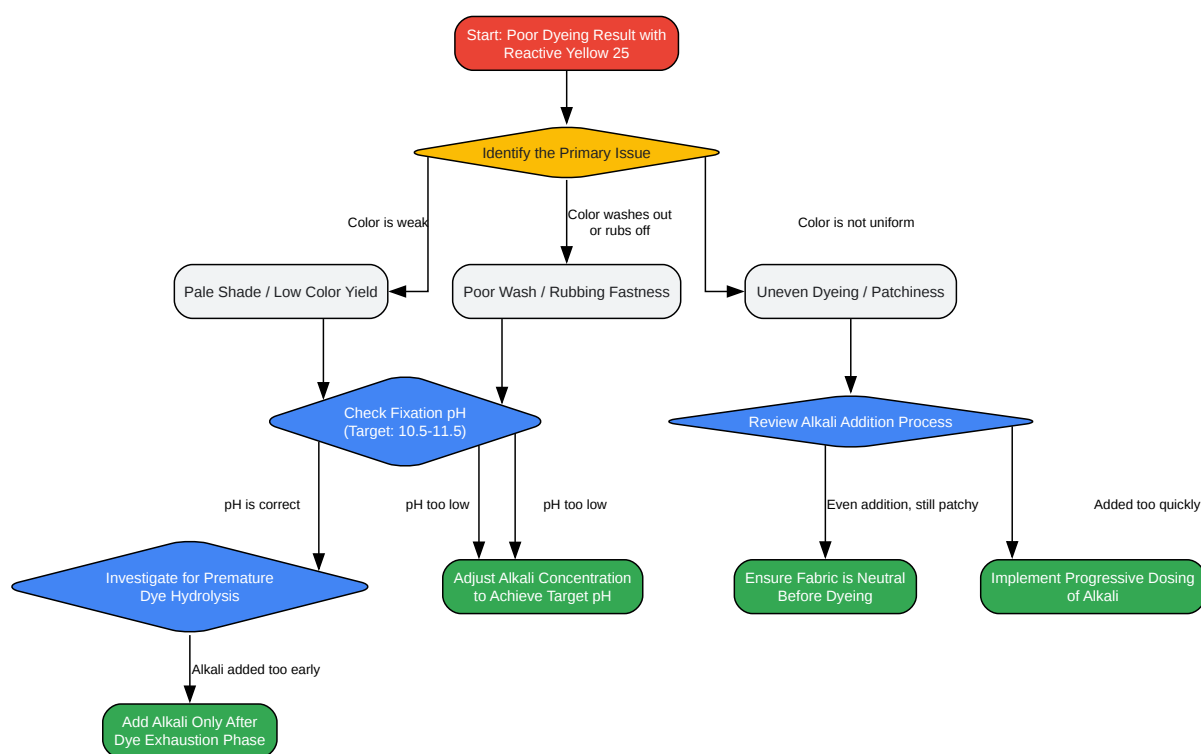 Start: Poor Dyeing Result with
Reactive Yellow 25
Identify the Primary Issue
Color is weak
Color washes out
or rubs off
Color is not uniform
Pale Shade / Low Color Yield
Poor Wash / Rubbing Fastness
Uneven Dyeing / Patchiness
Check Fixation pH
(Target: 10.5-11.5)
Review Alkali Addition Process
pH is correct
pH too low
pH too low
Even addition, still patchy
Added too quickly
Investigate for Premature
Dye Hydrolysis
Adjust Alkali Concentration
to Achieve Target pH
Ensure Fabric is Neutral
Before Dyeing
Implement Progressive Dosing
of Alkali
Alkali added too early
Add Alkali Only After
Dye Exhaustion Phase